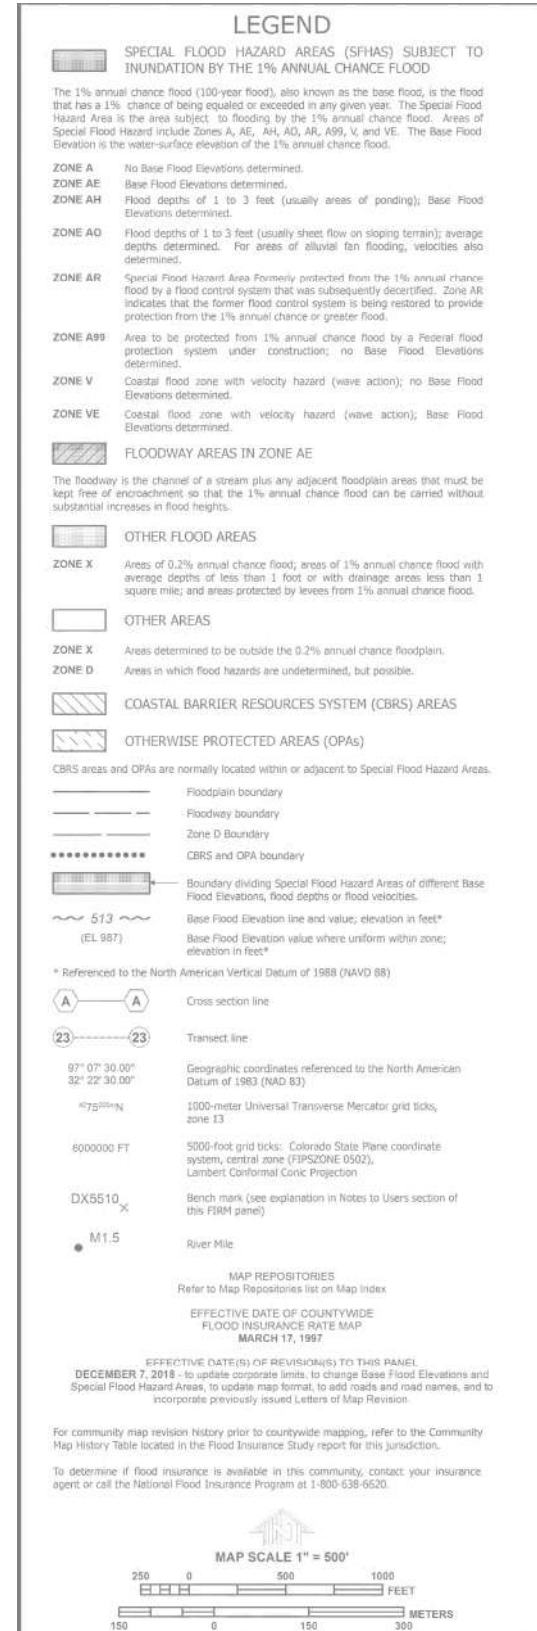 LEGEND
SPECIAL FLOOD HAZARD AREAS (SFHAS) SUBJECT TO
INUNDATION BY THE 1% ANNUAL CHANCE FLOOD
The 1% annual chance flood (100-year flood), also known as the base flood, is the flood
that has a 1% chance of being equaled or exceeded in any given year. The Special Flood
Hazard Area is the area subject to flooding by the 1% annual chance flood. Areas of
Special Flood Hazard include Zones A, AE, AH, AO, AR, A99, V, and VE. The Base Flood
Elevation is the water-surface elevation of the 1% annual chance flood.
ZONE A No Base Flood Elevations determined.
ZONE AE Base Flood Elevations determined.
ZONE AH Flood depths of 1 to 3 feet (usually areas of ponding); Base Flood
Elevations determined.
ZONE AO Flood depths of 1 to 3 feet (usually sheet flow on sloping terrain); average
depths determined. For areas of alluvial fan flooding, velocities also
determined.
ZONE AR Special Flood Hazard Area Formerly protected from the 1% annual chance
flood by a flood control system that was subsequently decertified. Zone AR
indicates that the former flood control system is being restored to provide
protection from the 1% annual chance or greater flood.
ZONE A99 Area to be protected from 1% annual chance flood by a Federal flood
protection system under construction; no Base Flood Elevations
determined.
ZONE V Coastal flood zone with velocity hazard (wave action); no Base Flood
Elevations determined.
ZONE VE Coastal flood zone with velocity hazard (wave action); Base Flood
Elevations determined.
FLOODWAY AREAS IN ZONE AE
The floodway is the channel of a stream plus any adjacent floodplain areas that must be
kept free of encroachment so that the 1% annual chance flood can be carried without
substantial increases in flood heights.
OTHER FLOOD AREAS
ZONE X Areas of 0.2% annual chance flood; areas of 1% annual chance flood with
average depths of less than 1 foot or with drainage areas less than 1
square mile; and areas protected by levees from 1% annual chance flood.
OTHER AREAS
ZONE X Areas determined to be outside the 0.2% annual chance floodplain.
ZONE D Areas in which flood hazards are undetermined, but possible.
COASTAL BARRIER RESOURCES SYSTEM (CBRS) AREAS
OTHERWISE PROTECTED AREAS (OPAs)
CBRS areas and OPAs are normally located within or adjacent to Special Flood Hazard Areas.
Floodplain boundary
Floodway boundary
Zone D Boundary
CBRS and OPA boundary
Boundary dividing Special Flood Hazard Areas of different Base
Flood Elevations, flood depths or flood velocities.
513 Base Flood Elevation line and value; elevation in feet*
(EL 987) Base Flood Elevation value where uniform within zone;
elevation in feet*
* Referenced to the North American Vertical Datum of 1988 (NAVD 88)
A A Cross section line
23 23 Transect line
97° 07' 30.00" Geographic coordinates referenced to the North American
32° 22' 30.00" Datum of 1983 (NAD 83)
1000-meter Universal Transverse Mercator grid ticks,
zone 13
6000000 FT 5000-foot grid ticks: Colorado State Plane coordinate
system, central zone (FIPSZONE 0502),
Lambert Conformal Conic Projection
DX5510 Bench mark (see explanation in Notes to Users section of
this FIRM panel)
M1.5 River Mile
MAP REPOSITORIES
Refer to Map Repositories list on Map Index
EFFECTIVE DATE OF COUNTYWIDE
FLOOD INSURANCE RATE MAP
MARCH 17, 1997
EFFECTIVE DATE(S) OF REVISION(S) TO THIS PANEL
DECEMBER 7, 2018 - to update corporate limits, to change Base Flood Elevations and
Special Flood Hazard Areas, to update map format, to add roads and road names, and to
incorporate previously issued Letters of Map Revision.
For community map revision history prior to countywide mapping, refer to the Community
Map History Table located in the Flood Insurance Study report for this jurisdiction.
To determine if flood insurance is available in this community, contact your insurance
agent or call the National Flood Insurance Program at 1-800-638-6620.
MAP SCALE 1" = 500'
250 0 500 1000
FEET
METERS
150 0 150 300